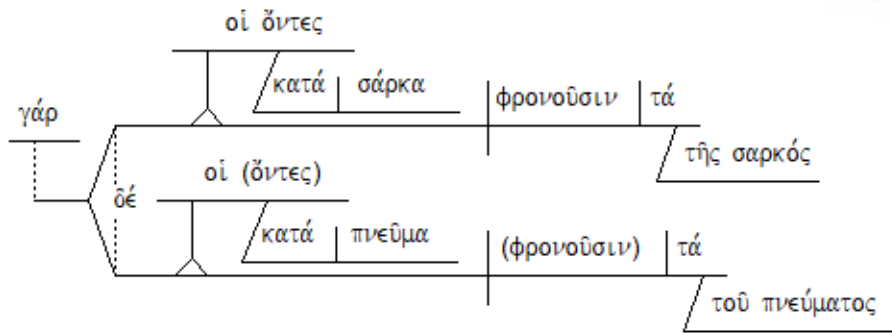 οἱ ὄντες
κατά σάρκα φρονοῦσιν τά
γάρ
τῆς σαρκός
δέ οἱ (ὄντες)
κατά πνεῦμα (φρονοῦσιν) τά
τοῦ πνεύματος